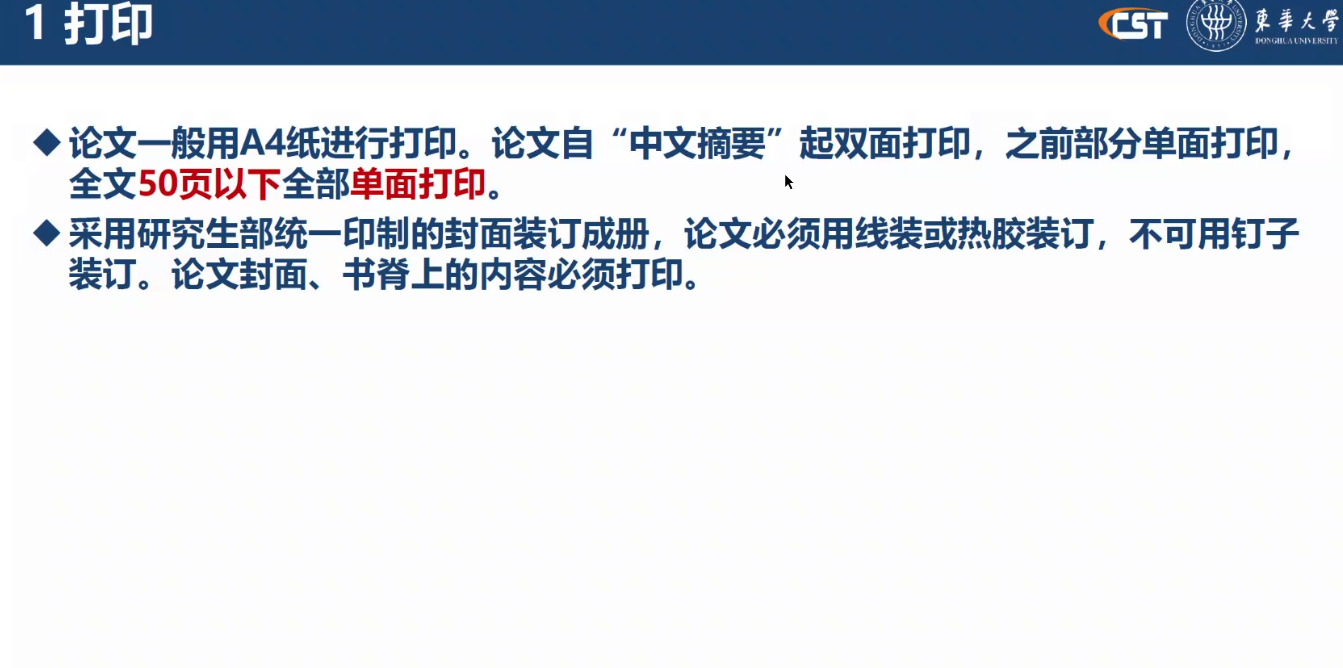 1 打印
CST
東華大學
DONGHUA UNIVERSITY
◆论文一般用A4纸进行打印。论文自“中文摘要”起双面打印，之前部分单面打印，
全文50页以下全部单面打印。
◆采用研究生部统一印制的封面装订成册，论文必须用线装或热胶装订，不可用钉子
装订。论文封面、书脊上的内容必须打印。